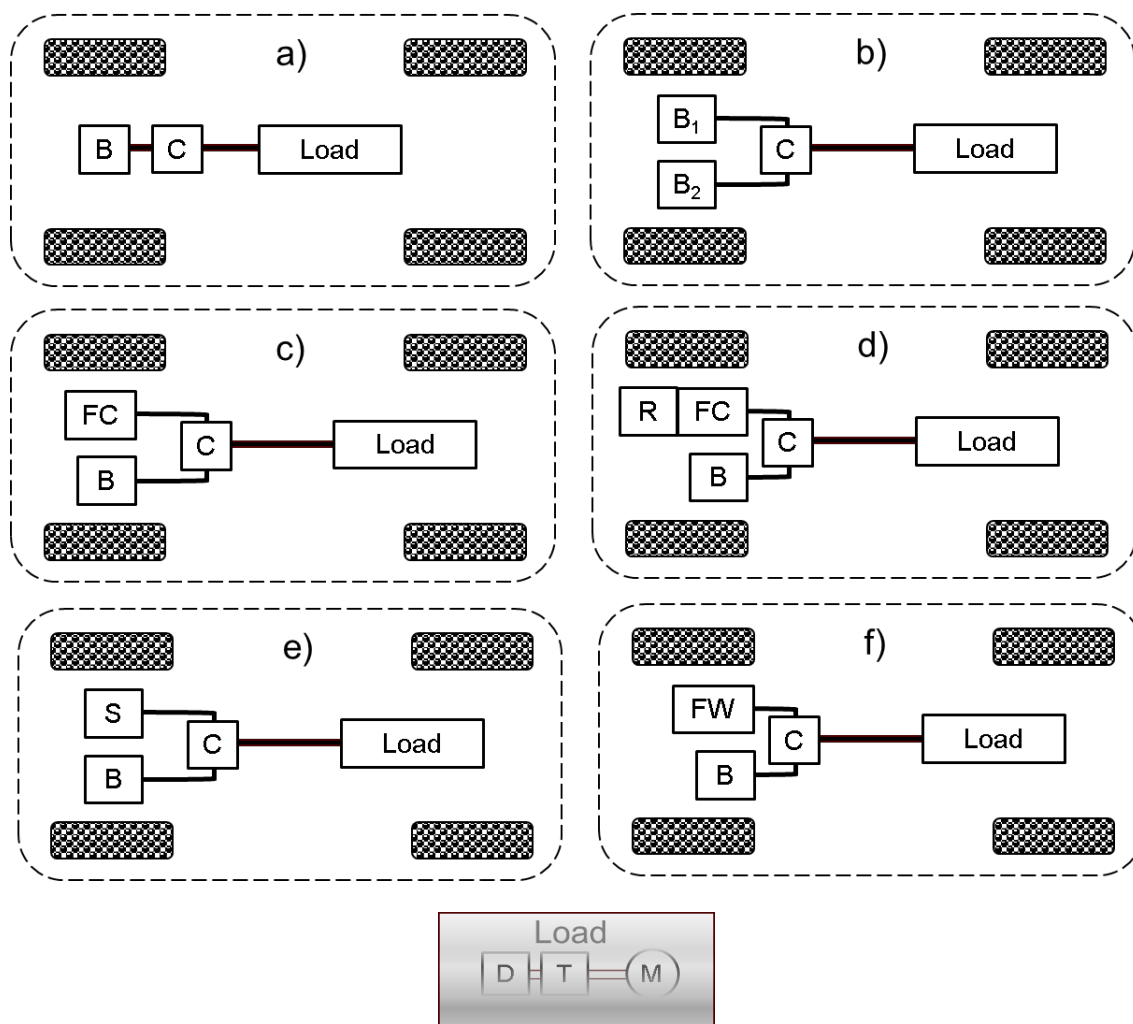 a)
B C Load
b)
B₁
B₂
C Load
c)
FC
B
C Load
d)
R FC
B
C Load
e)
S
B
C Load
f)
FW
B
C Load
Load
D T M